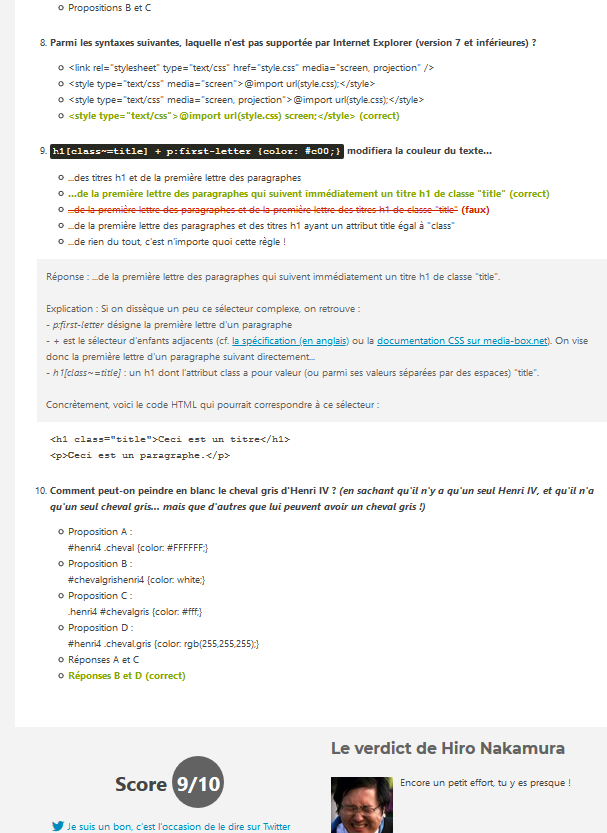 Propositions B et C
8. Parmi les syntaxes suivantes, laquelle n'est pas supportée par Internet Explorer (version 7 et inférieures) ?
<link rel="stylesheet" type="text/css" href="style.css" media="screen, projection" />
<style type="text/css" media="screen">@import url(style.css);</style>
<style type="text/css" media="screen, projection">@import url(style.css);</style>
<style type="text/css">@import url(style.css) screen;</style> (correct)
9. h1[class~=title] + p:first-letter {color: #c00;} modifiera la couleur du texte...
...des titres h1 et de la première lettre des paragraphes
...de la première lettre des paragraphes qui suivent immédiatement un titre h1 de classe "title" (correct)
...de la première lettre des paragraphes et de la première lettre des titres h1 de classe "title" (faux)
...de la première lettre des paragraphes et des titres h1 ayant un attribut title égal à "class"
...de rien du tout, c'est n'importe quoi cette règle !
Réponse : ...de la première lettre des paragraphes qui suivent immédiatement un titre h1 de classe "title".
Explication : Si on dissèque un peu ce sélecteur complexe, on retrouve :
- p:first-letter désigne la première lettre d'un paragraphe
- + est le sélecteur d'enfants adjacents (cf. la spécification (en anglais) ou la documentation CSS sur media-box.net). On vise
donc la première lettre d'un paragraphe suivant directement...
- h1[class~=title] : un h1 dont l'attribut class a pour valeur (ou parmi ses valeurs séparées par des espaces) "title".
Concrètement, voici le code HTML qui pourrait correspondre à ce sélecteur :
<h1 class="title">Ceci est un titre</h1>
<p>Ceci est un paragraphe.</p>
10. Comment peut-on peindre en blanc le cheval gris d'Henri IV ? (en sachant qu'il n'y a qu'un seul Henri IV, et qu'il n'a
qu'un seul cheval gris... mais que d'autres que lui peuvent avoir un cheval gris !)
Proposition A :
#henri4 .cheval {color: #FFFFFF;}
Proposition B :
#chevalgrishenri4 {color: white;}
Proposition C :
.henri4 #chevalgris {color: #fff;}
Proposition D :
#henri4 .cheval.gris {color: rgb(255,255,255);}
Réponses A et C
Réponses B et D (correct)
Le verdict de Hiro Nakamura
Score 9/10
Encore un petit effort, tu y es presque !
Je suis un bon, c'est l'occasion de le dire sur Twitter